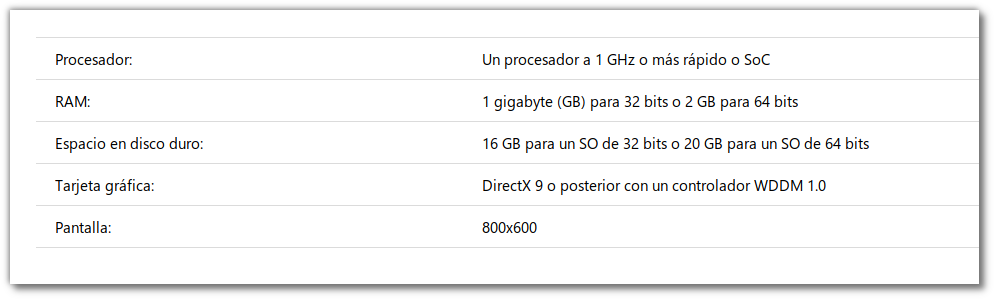 Procesador: Un procesador a 1 GHz o más rápido o SoC
RAM: 1 gigabyte (GB) para 32 bits o 2 GB para 64 bits
Espacio en disco duro: 16 GB para un SO de 32 bits o 20 GB para un SO de 64 bits
Tarjeta gráfica: DirectX 9 o posterior con un controlador WDDM 1.0
Pantalla: 800x600